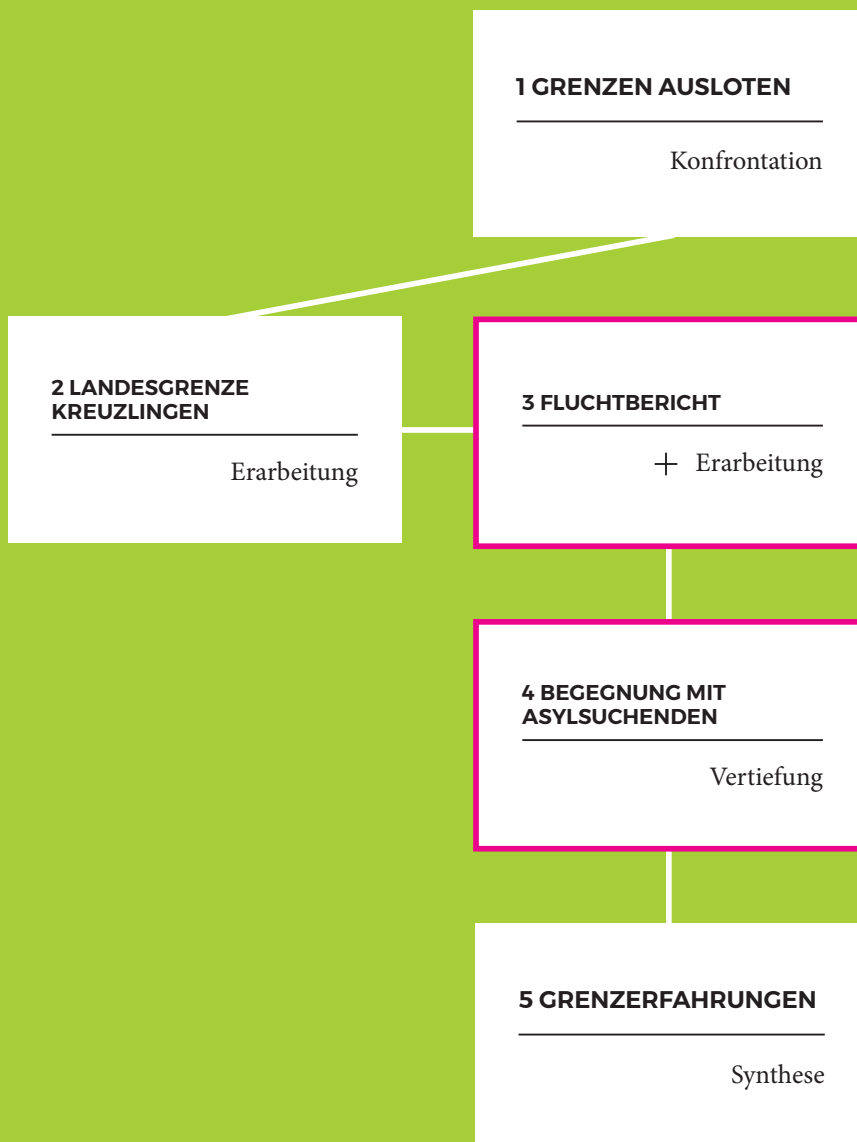 1 GRENZEN AUSLOTEN
Konfrontation
2 LANDESGRENZE
KREUZLINGEN
Erarbeitung
3 FLUCHTBERICHT
+ Erarbeitung
4 BEGEGNUNG MIT
ASYLSUCHENDEN
Vertiefung
5 GRENZERFAHRUNGEN
Synthese